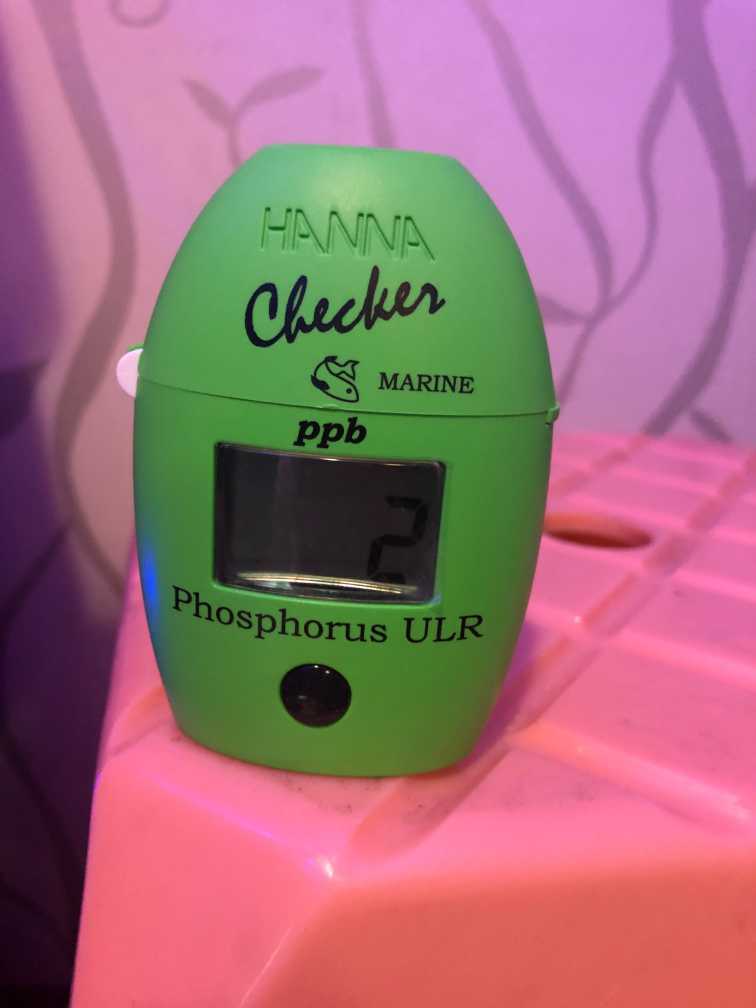 HANNA
Checker
MARINE
ppb
2
Phosphorus ULR